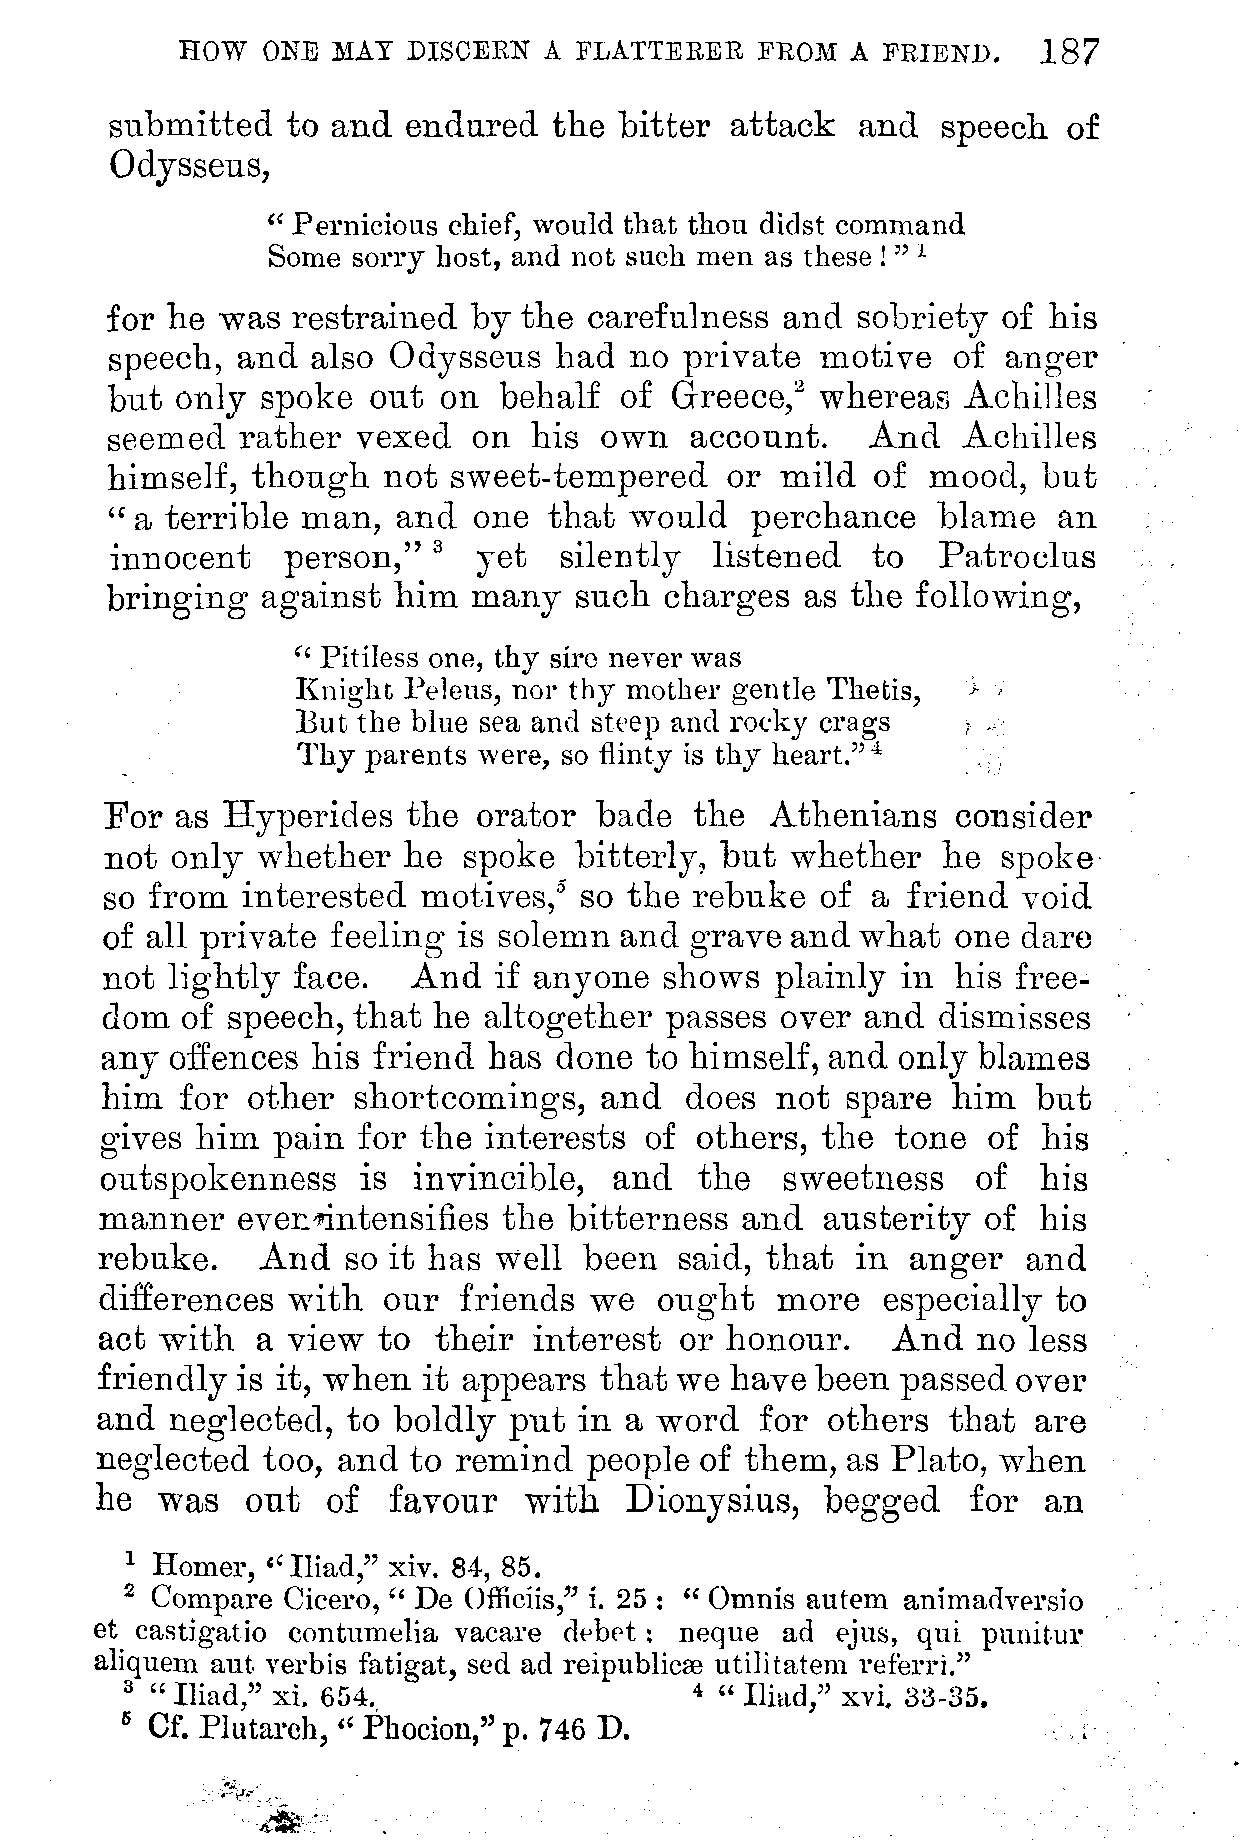 HOW ONE MAY DISCERN A FLATTERER FROM A FRIEND. 187
submitted to and endured the bitter attack and speech of
Odysseus,
“ Pernicious chief, would that thou didst command
Some sorry host, and not such men as these ! ” ¹
for he was restrained by the carefulness and sobriety of his
speech, and also Odysseus had no private motive of anger
but only spoke out on behalf of Greece,² whereas Achilles
seemed rather vexed on his own account. And Achilles
himself, though not sweet-tempered or mild of mood, but
“ a terrible man, and one that would perchance blame an
innocent person,” ³ yet silently listened to Patroclus
bringing against him many such charges as the following,
“ Pitiless one, thy sire never was
Knight Peleus, nor thy mother gentle Thetis,
But the blue sea and steep and rocky crags
Thy parents were, so flinty is thy heart.” ⁴
For as Hyperides the orator bade the Athenians consider
not only whether he spoke bitterly, but whether he spoke
so from interested motives,⁵ so the rebuke of a friend void
of all private feeling is solemn and grave and what one dare
not lightly face. And if anyone shows plainly in his free-
dom of speech, that he altogether passes over and dismisses
any offences his friend has done to himself, and only blames
him for other shortcomings, and does not spare him but
gives him pain for the interests of others, the tone of his
outspokenness is invincible, and the sweetness of his
manner even intensifies the bitterness and austerity of his
rebuke. And so it has well been said, that in anger and
differences with our friends we ought more especially to
act with a view to their interest or honour. And no less
friendly is it, when it appears that we have been passed over
and neglected, to boldly put in a word for others that are
neglected too, and to remind people of them, as Plato, when
he was out of favour with Dionysius, begged for an
¹ Homer, “ Iliad,” xiv. 84, 85.
² Compare Cicero, “ De Officiis,” i. 25 : “ Omnis autem animadversio
et castigatio contumelia vacare debet ; neque ad ejus, qui punitur
aliquem aut verbis fatigat, sed ad reipublicæ utilitatem referri.”
³ “ Iliad,” xi. 654. ⁴ “ Iliad,” xvi. 33-35.
⁵ Cf. Plutarch, “ Phocion,” p. 746 D.